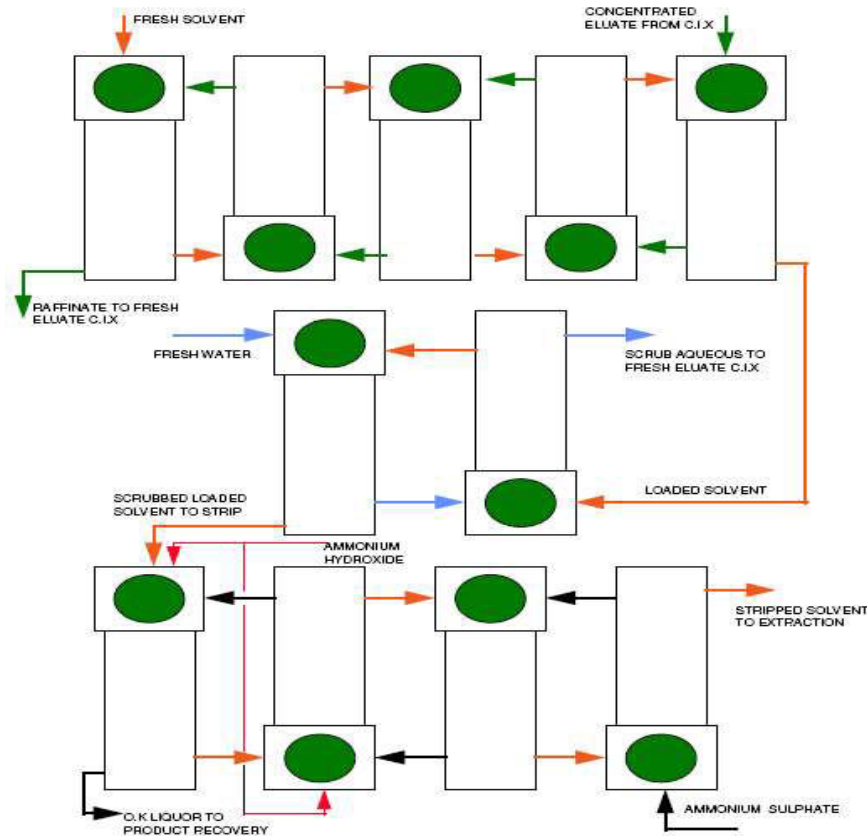 FRESH SOLVENT
CONCENTRATED
ELUATE FROM C.I.X
RAFFINATE TO FRESH
ELUATE C.I.X
FRESH WATER
SCRUB AQUEOUS TO
FRESH ELUATE C.I.X
SCRUBBED LOADED
SOLVENT TO STRIP
LOADED SOLVENT
AMMONIUM
HYDROXIDE
STRIPPED SOLVENT
TO EXTRACTION
O.K LIQUOR TO
PRODUCT RECOVERY
AMMONIUM SULPHATE